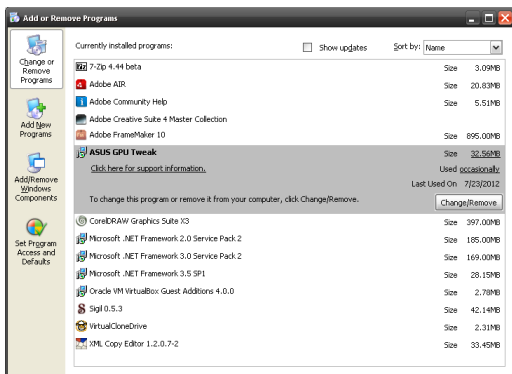 Add or Remove Programs
Change or
Remove
Programs
Add New
Programs
Add/Remove
Windows
Components
Set Program
Access and
Defaults
Currently installed programs:
Show updates
Sort by: Name
7-Zip 4.44 beta Size 3.09MB
Adobe AIR Size 20.83MB
Adobe Community Help Size 5.51MB
Adobe Creative Suite 4 Master Collection
Adobe FrameMaker 10 Size 895.00MB
ASUS GPU Tweak Size 32.56MB
Click here for support information. Used occasionally
Last Used On 7/23/2012
To change this program or remove it from your computer, click Change/Remove. Change/Remove
CorelDRAW Graphics Suite X3 Size 397.00MB
Microsoft .NET Framework 2.0 Service Pack 2 Size 185.00MB
Microsoft .NET Framework 3.0 Service Pack 2 Size 169.00MB
Microsoft .NET Framework 3.5 SP1 Size 28.15MB
Oracle VM VirtualBox Guest Additions 4.0.0 Size 2.78MB
Sigil 0.5.3 Size 42.14MB
VirtualCloneDrive Size 2.31MB
XML Copy Editor 1.2.0.7-2 Size 33.45MB